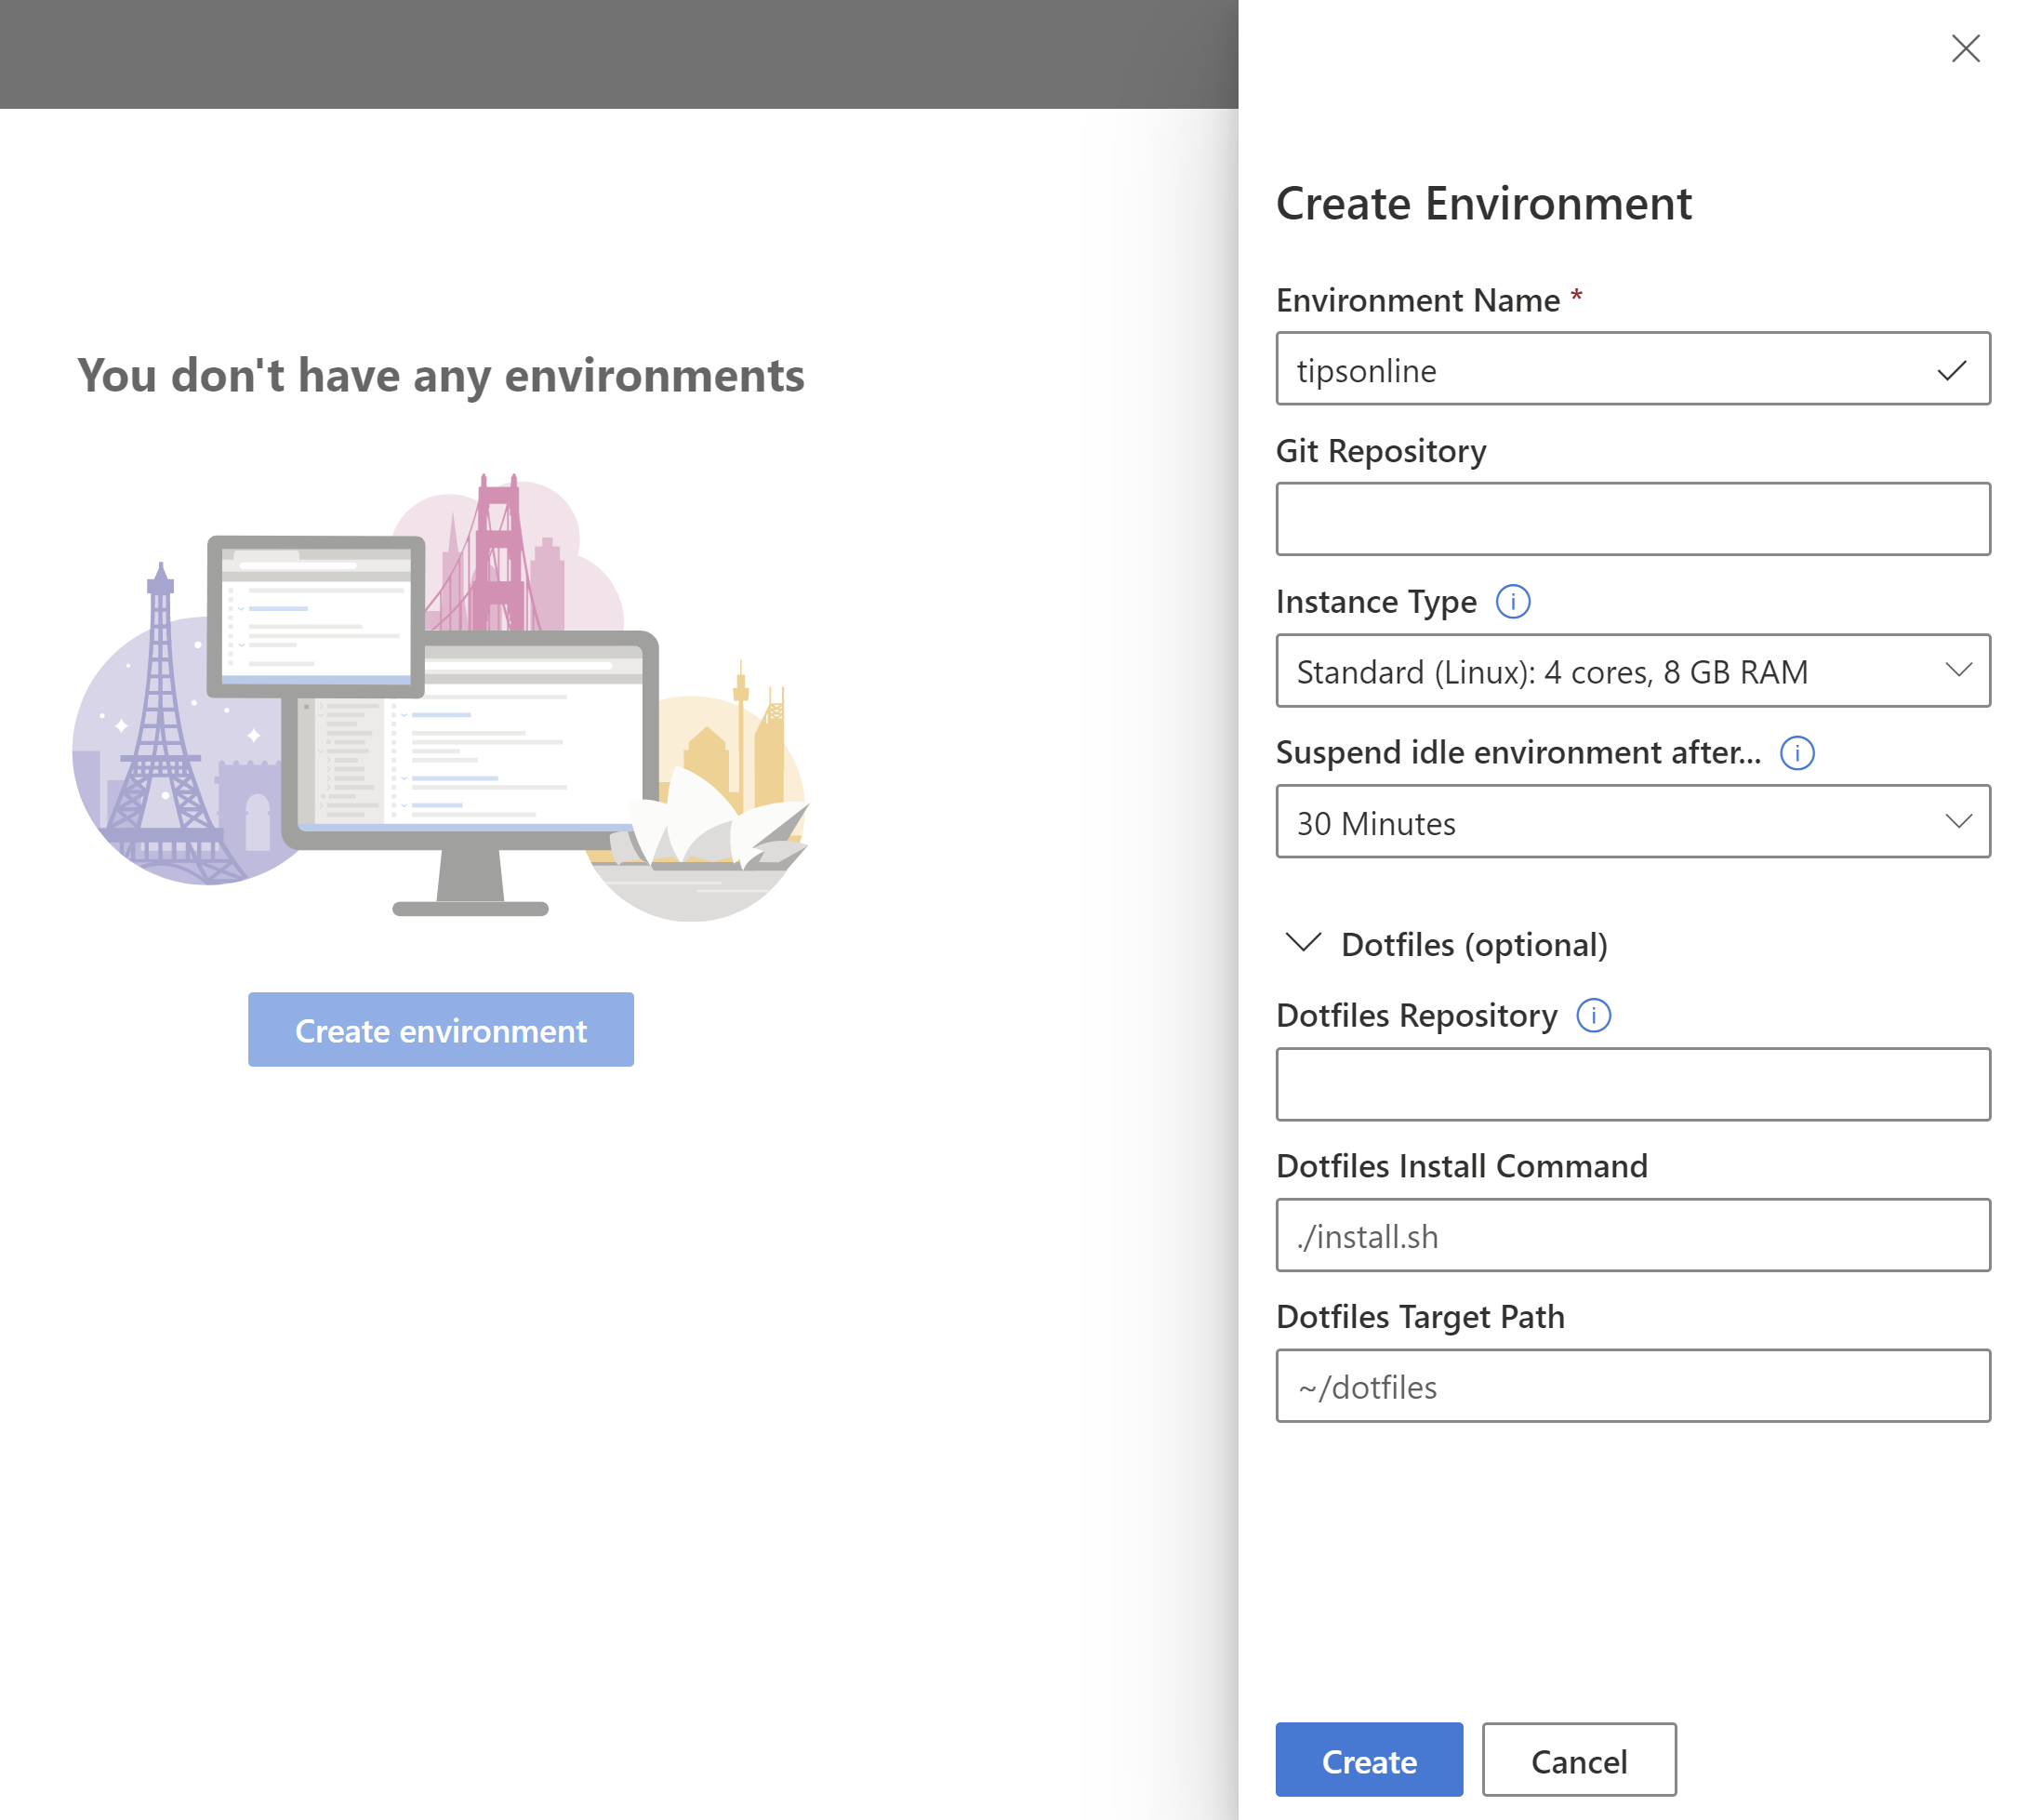 You don't have any environments
Create environment
Create Environment
Environment Name *
tipsonline
Git Repository
Instance Type
Standard (Linux): 4 cores, 8 GB RAM
Suspend idle environment after...
30 Minutes
Dotfiles (optional)
Dotfiles Repository
Dotfiles Install Command
./install.sh
Dotfiles Target Path
~/dotfiles
Create
Cancel